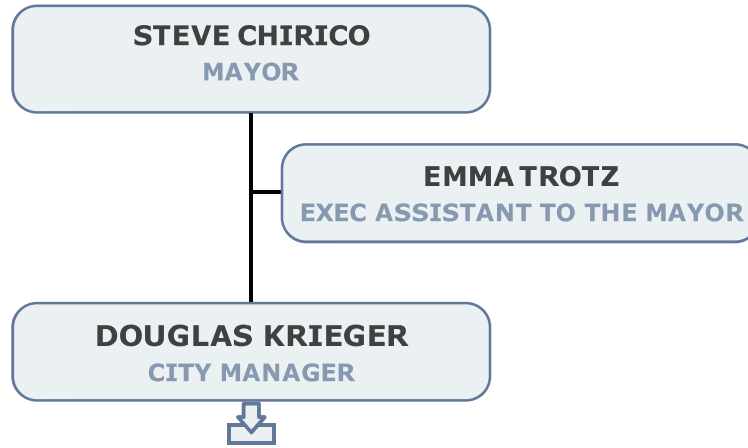 STEVE CHIRICO
MAYOR
EMMA TROTZ
EXEC ASSISTANT TO THE MAYOR
DOUGLAS KRIEGER
CITY MANAGER